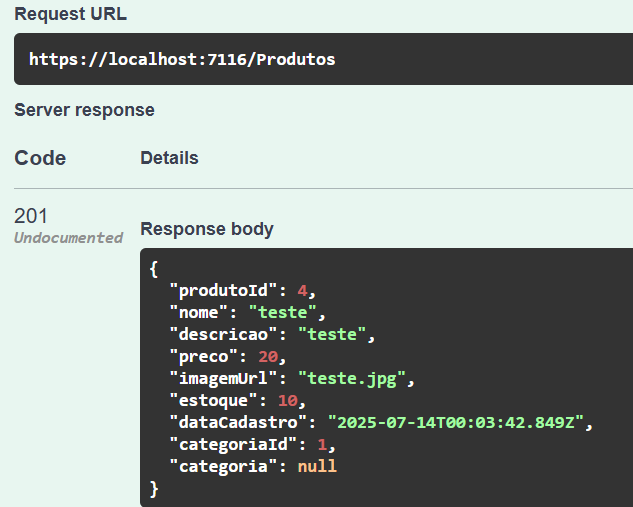 Request URL
https://localhost:7116/Produtos
Server response
Code Details
201
Undocumented
Response body
{
"produtoId": 4,
"nome": "teste",
"descricao": "teste",
"preco": 20,
"imagemUrl": "teste.jpg",
"estoque": 10,
"dataCadastro": "2025-07-14T00:03:42.849Z",
"categoriaId": 1,
"categoria": null
}